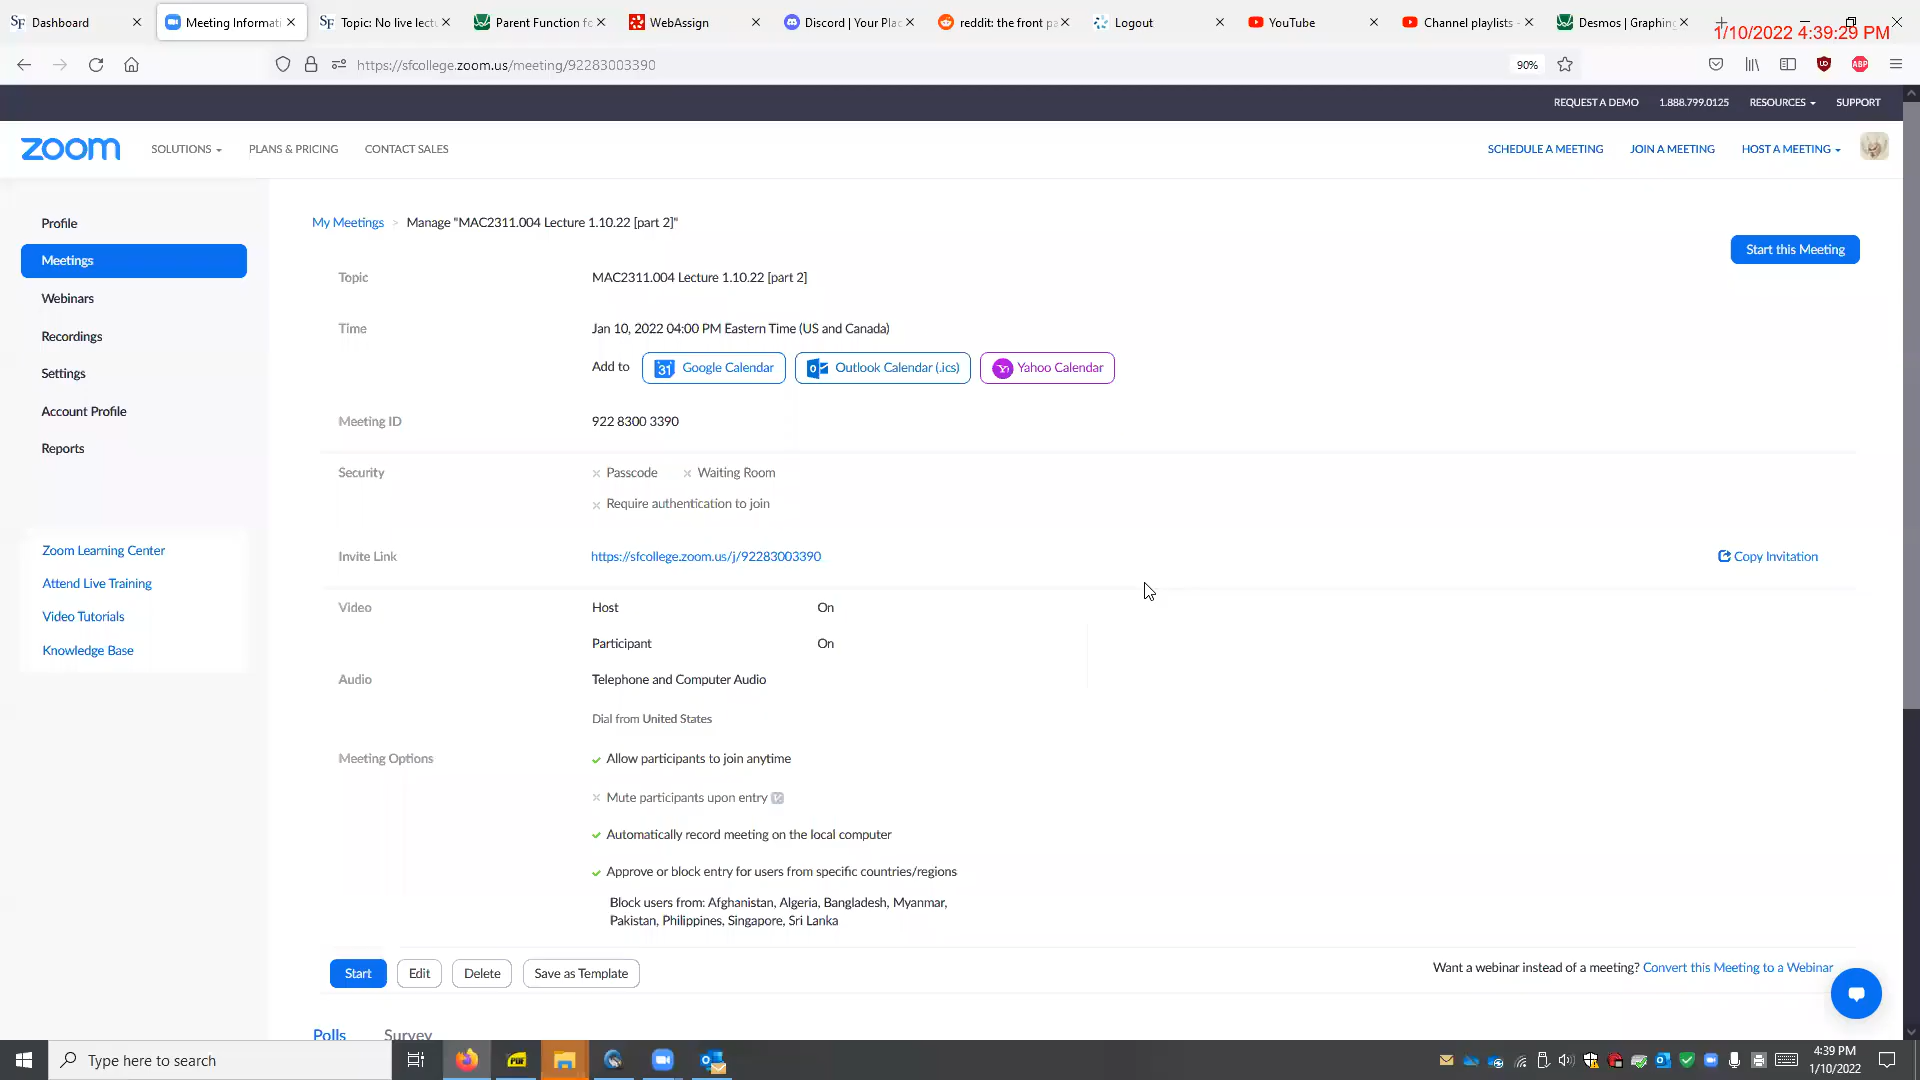 Dashboard
Meeting Informati
Topic: No live lectu
Parent Function fo
WebAssign
Discord | Your Plac
reddit: the front pa
Logout
YouTube
Channel playlists -
Desmos | Graphing
1/10/2022 4:39:29 PM
https://sfcollege.zoom.us/meeting/92283003390
90%
REQUEST A DEMO
1.888.799.0125
RESOURCES
SUPPORT
zoom
SOLUTIONS
PLANS & PRICING
CONTACT SALES
SCHEDULE A MEETING
JOIN A MEETING
HOST A MEETING
Profile
Meetings
Webinars
Recordings
Settings
Account Profile
Reports
Zoom Learning Center
Attend Live Training
Video Tutorials
Knowledge Base
My Meetings > Manage "MAC2311.004 Lecture 1.10.22 [part 2]"
Start this Meeting
Topic
MAC2311.004 Lecture 1.10.22 [part 2]
Time
Jan 10, 2022 04:00 PM Eastern Time (US and Canada)
Add to
31 Google Calendar
Outlook Calendar (.ics)
Yahoo Calendar
Meeting ID
922 8300 3390
Security
Passcode
Waiting Room
Require authentication to join
Invite Link
https://sfcollege.zoom.us/j/92283003390
Copy Invitation
Video
Host
On
Participant
On
Audio
Telephone and Computer Audio
Dial from United States
Meeting Options
Allow participants to join anytime
Mute participants upon entry
Automatically record meeting on the local computer
Approve or block entry for users from specific countries/regions
Block users from: Afghanistan, Algeria, Bangladesh, Myanmar,
Pakistan, Philippines, Singapore, Sri Lanka
Start
Edit
Delete
Save as Template
Want a webinar instead of a meeting? Convert this Meeting to a Webinar
Polls
Survey
Type here to search
4:39 PM
1/10/2022